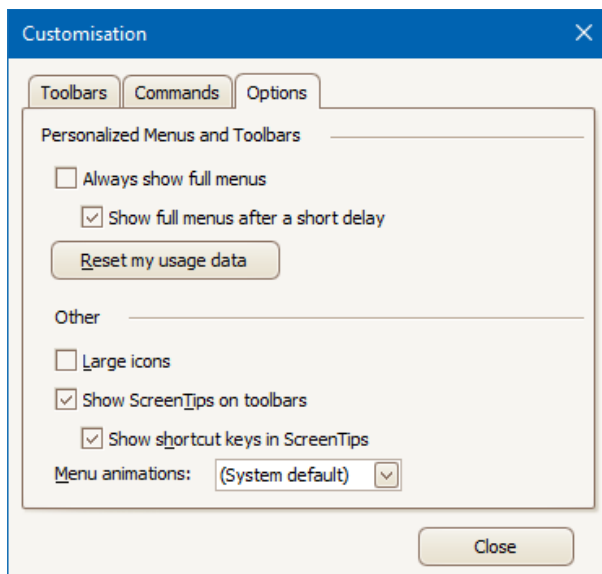 Customisation
Toolbars Commands Options
Personalized Menus and Toolbars
Always show full menus
Show full menus after a short delay
Reset my usage data
Other
Large icons
Show ScreenTips on toolbars
Show shortcut keys in ScreenTips
Menu animations: (System default)
Close